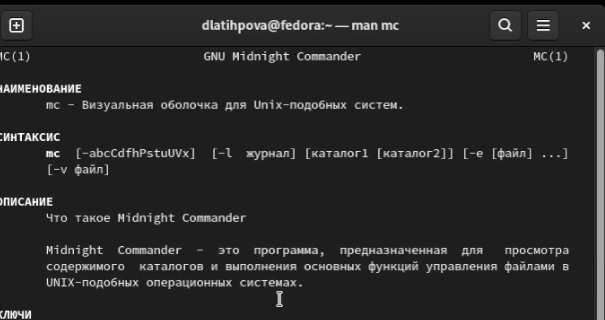 dlatihpova@fedora:~ — man mc
MC(1) GNU Midnight Commander MC(1)
НАИМЕНОВАНИЕ
mc - Визуальная оболочка для Unix-подобных систем.
СИНТАКСИС
mc [-abcCdfhPstuUVx] [-l журнал] [каталог1 [каталог2]] [-e [файл] ...]
[-v файл]
ОПИСАНИЕ
Что такое Midnight Commander
Midnight Commander - это программа, предназначенная для просмотра
содержимого каталогов и выполнения основных функций управления файлами в
UNIX-подобных операционных системах.
КЛЮЧИ